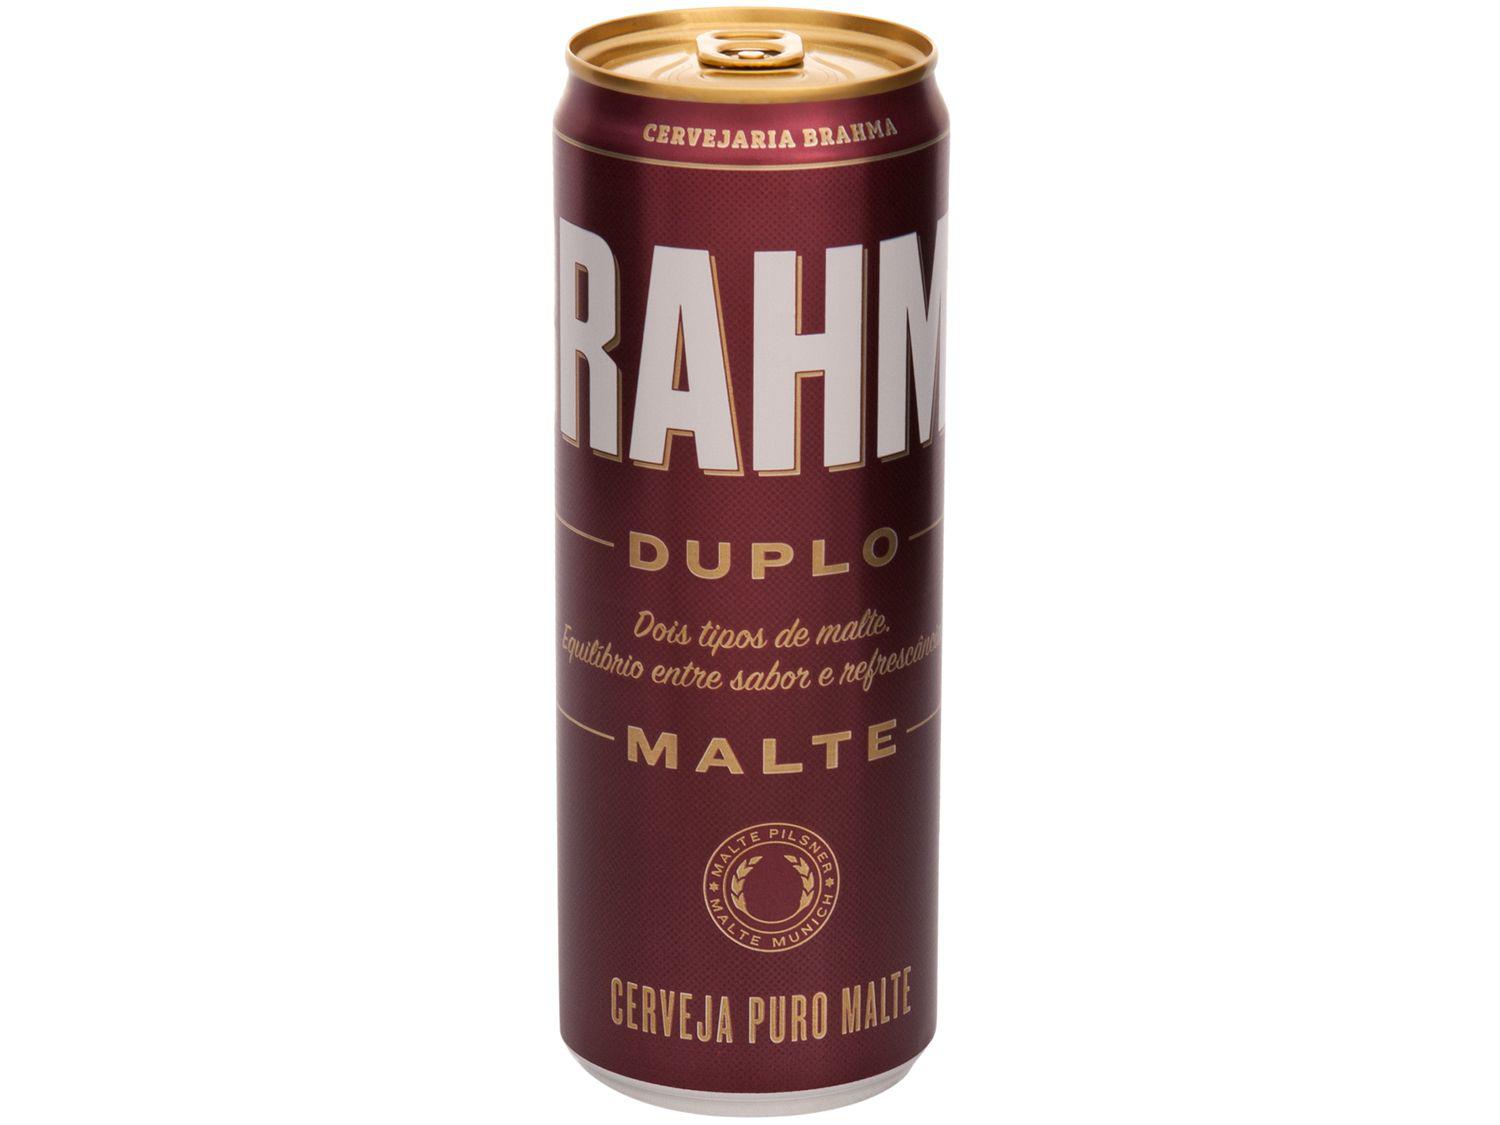 CERVEJARIA BRAHMA
RAHM
DUPLO
Dois tipos de malte.
Equilíbrio entre sabor e refrescância
MALTE
MALTE PILSNER
MALTE MUNICH
CERVEJA PURO MALTE